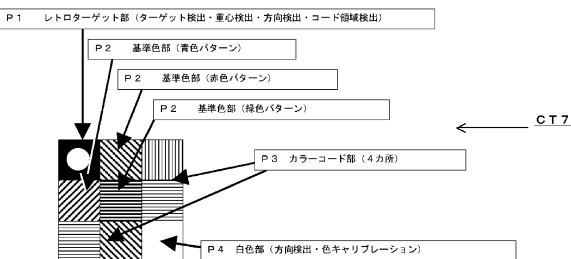 P1 レトロターゲット部（ターゲット検出・重心検出・方向検出・コード領域検出）
P2 基準色部（青色パターン）
P2 基準色部（赤色パターン）
P2 基準色部（緑色パターン）
CT7
P3 カラーコード部（4カ所）
P4 白色部（方向検出・色キャリブレーション）